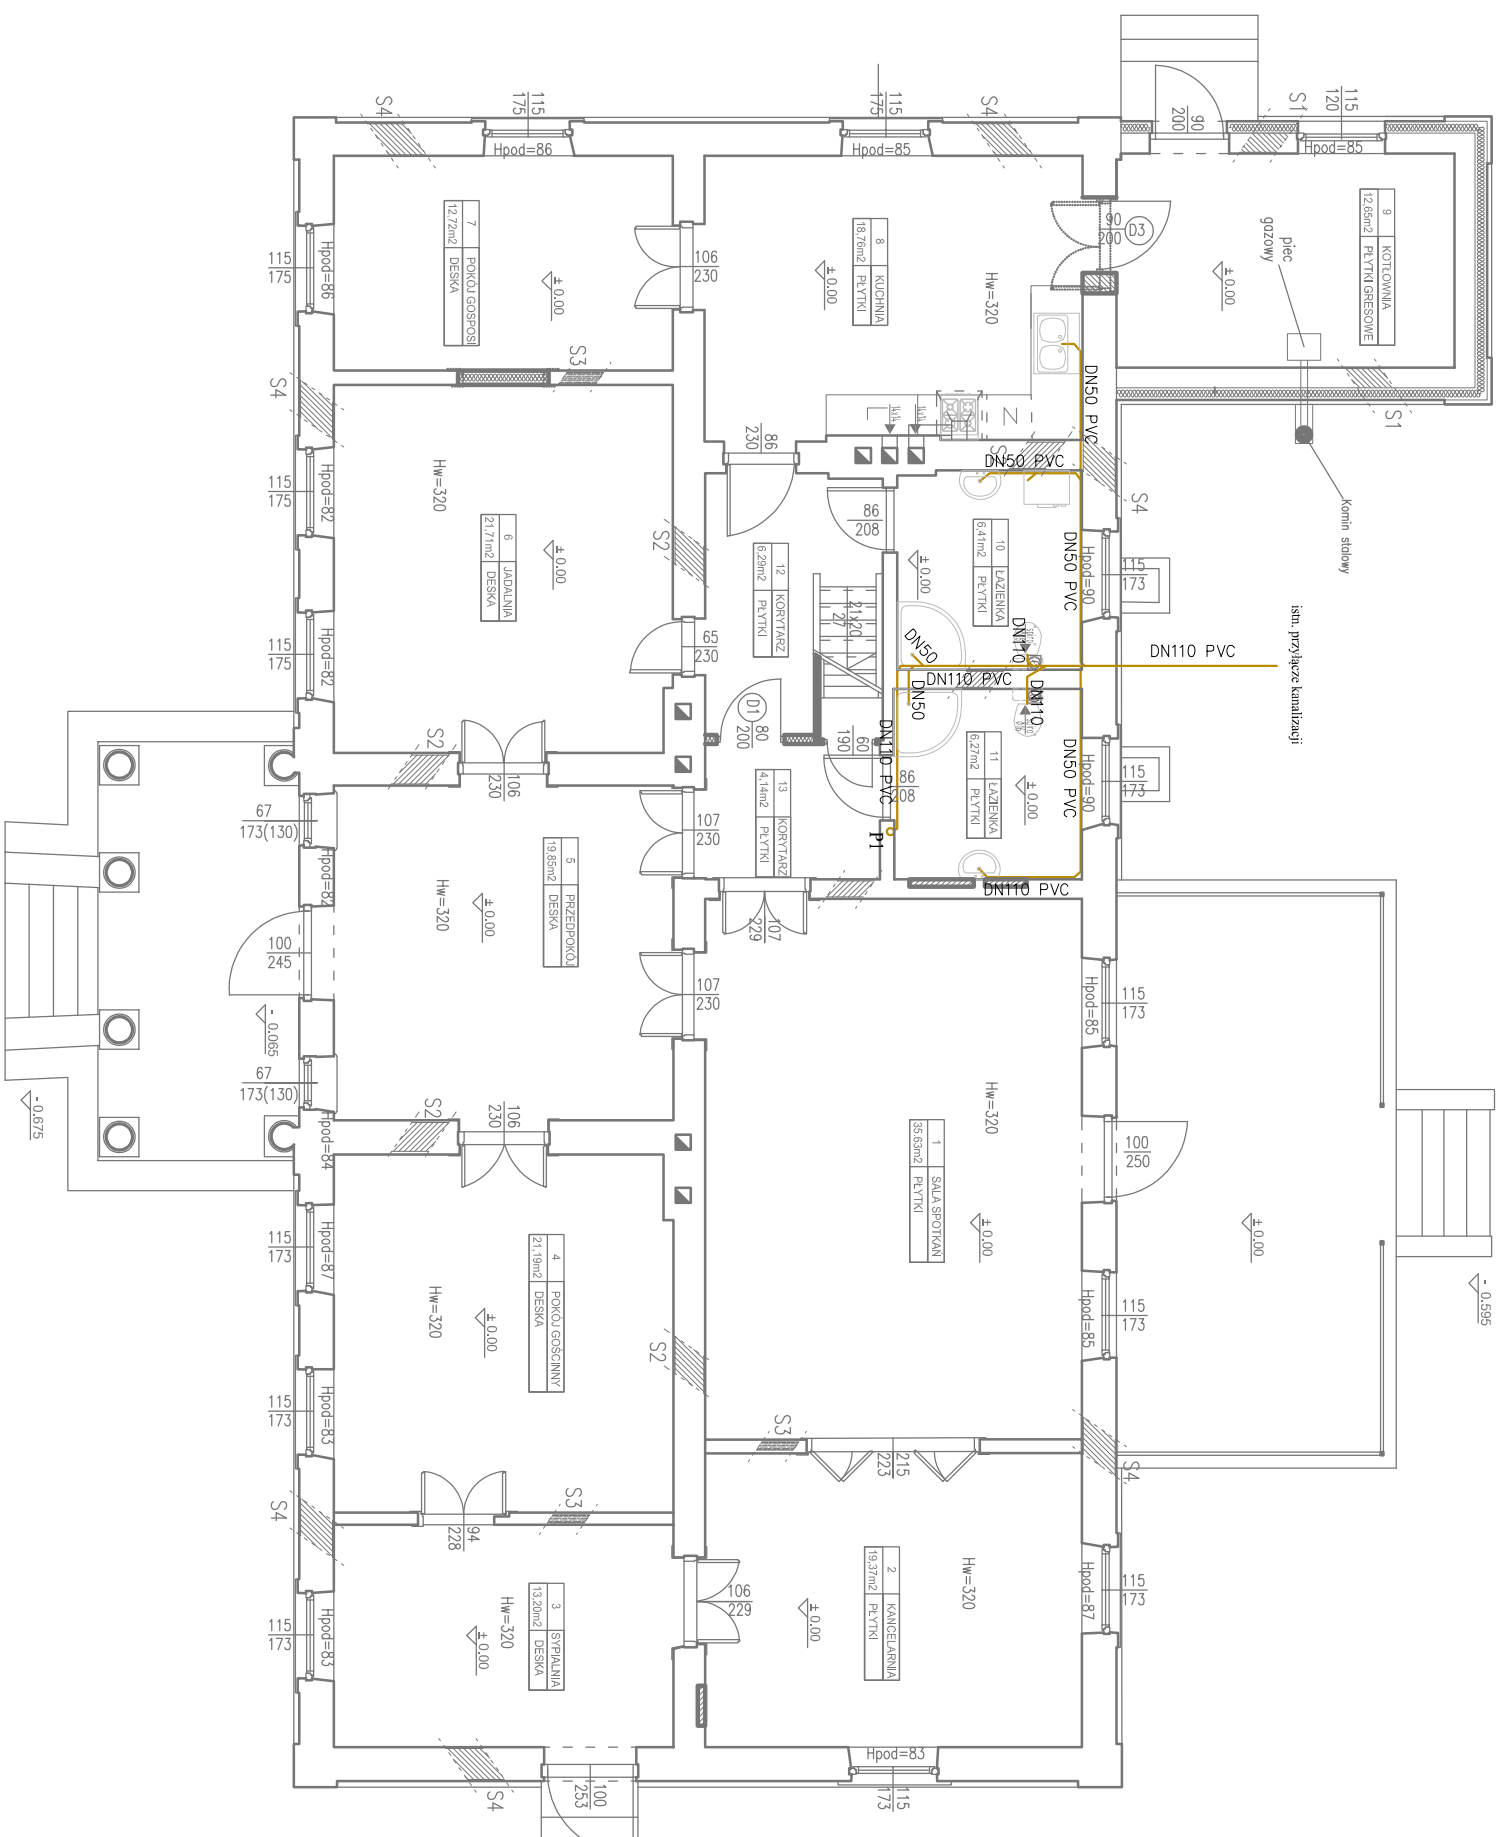 S4
115
175
Hpod=86
115
175
Hpod=85
S4
90
200
S1
115
120
Hpod=85
7 POKÓJ GOSPOSI
12,72m2 DESKA
± 0.00
Hpod=86
115
175
106
230
8 KUCHNIA
18,76m2 PŁYTKI
± 0.00
Hw=320
90
200
D3
9 KOTŁOWNIA
12,65m2 PŁYTKI GRESOWE
± 0.00
piec
gazowy
S3
S4
S1
DN50 PVC
14x14
14x14
N
86
230
DN50 PVC
S4
Komin stalowy
Hw=320
115
175
Hpod=82
6 JADALNIA
21,71m2 DESKA
± 0.00
S2
12 KORYTARZ
6,29m2 PŁYTKI
86
208
10 ŁAZIENKA
6,41m2 PŁYTKI
± 0.00
DN50 PVC
Hpod=90
115
173
21x20
27
DN50
DN110
115
175
Hpod=82
65
230
DN110 PVC
DN110 PVC
istn. przyłącze kanalizacji
DN50
DN110
D1
80
200
60
190
DN110 PVC
86
208
11 ŁAZIENKA
6,27m2 PŁYTKI
± 0.00
DN50 PVC
Hpod=90
115
173
S2
106
230
67
173(130)
Hpod=82
107
230
13 KORYTARZ
4,14m2 PŁYTKI
P1
DN110 PVC
5 PRZEDPOKÓJ
19,85m2 DESKA
± 0.00
Hw=320
100
245
107
229
107
230
- 0.065
Hpod=85
115
173
67
173(130)
Hpod=84
- 0.675
S2
106
230
Hw=320
1 SALA SPOTKAŃ
35.63m2 PŁYTKI
± 0.00
100
250
± 0.00
- 0.595
115
173
Hpod=87
4 POKÓJ GOŚCINNY
21,19m2 DESKA
± 0.00
Hw=320
S2
Hpod=85
115
173
115
173
Hpod=83
S3
215
223
S4
S4
94
228
S3
3 SYPIALNIA
13,20m2 DESKA
± 0.00
Hw=320
106
229
2 KANCELARNIA
19,37m2 PŁYTKI
± 0.00
Hw=320
Hpod=87
115
173
115
173
Hpod=83
S4
100
253
Hpod=83
115
173